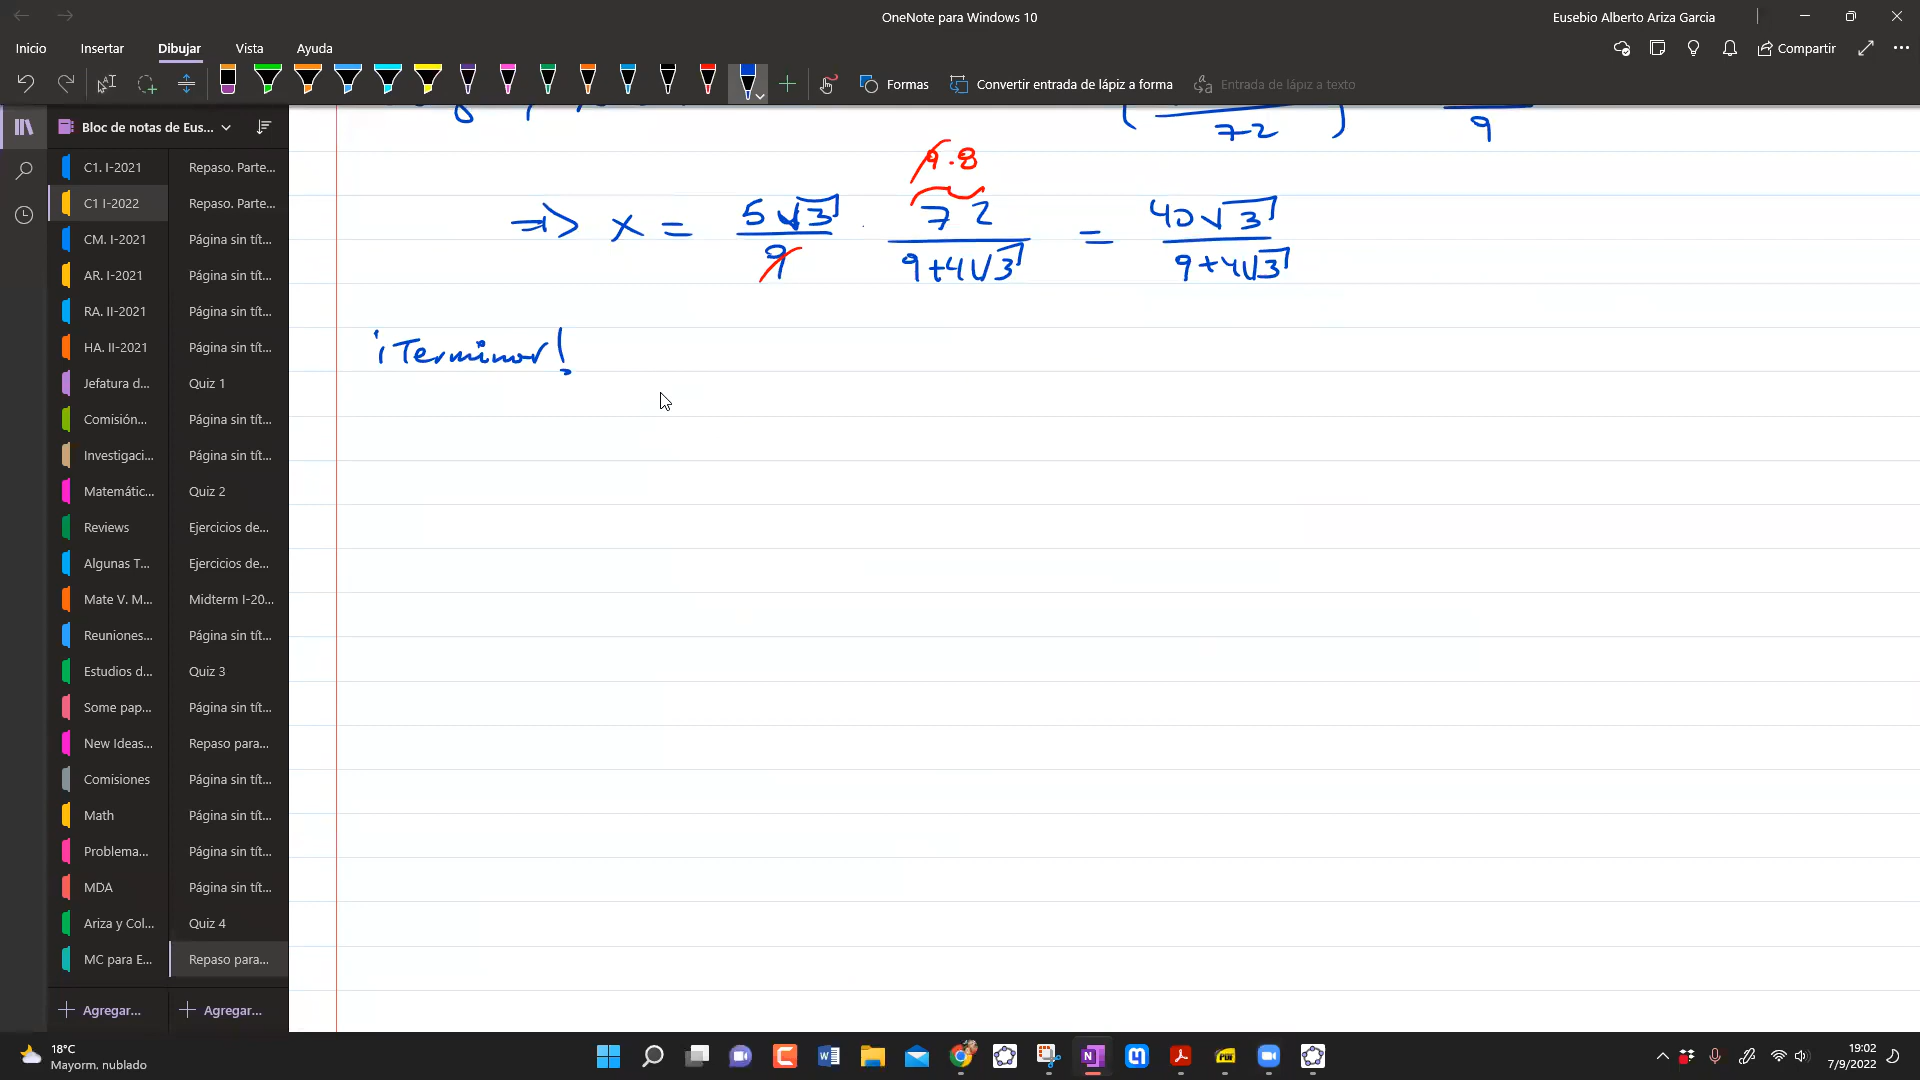 OneNote para Windows 10
Eusebio Alberto Ariza Garcia
Inicio Insertar Dibujar Vista Ayuda
Compartir
Formas Convertir entrada de lápiz a forma Entrada de lápiz a texto
Bloc de notas de Eus...
C1. I-2021
C1 I-2022
CM. I-2021
AR. I-2021
RA. II-2021
HA. II-2021
Jefatura d...
Comisión...
Investigaci...
Matemátic...
Reviews
Algunas T...
Mate V. M...
Reuniones...
Estudios d...
Some pap...
New Ideas...
Comisiones
Math
Problema...
MDA
Ariza y Col...
MC para E...
Agregar...
Repaso. Parte...
Repaso. Parte...
Página sin tít...
Página sin tít...
Página sin tít...
Página sin tít...
Quiz 1
Página sin tít...
Página sin tít...
Quiz 2
Ejercicios de...
Ejercicios de...
Midterm I-20...
Página sin tít...
Quiz 3
Página sin tít...
Repaso para...
Página sin tít...
Página sin tít...
Página sin tít...
Página sin tít...
Quiz 4
Repaso para...
Agregar...
72 9
9.8
⇒ x = 5√3/9 · 72/(9+4√3) = 40√3/(9+4√3)
¡Terminar!
18°C
Mayorm. nublado
19:02
7/9/2022